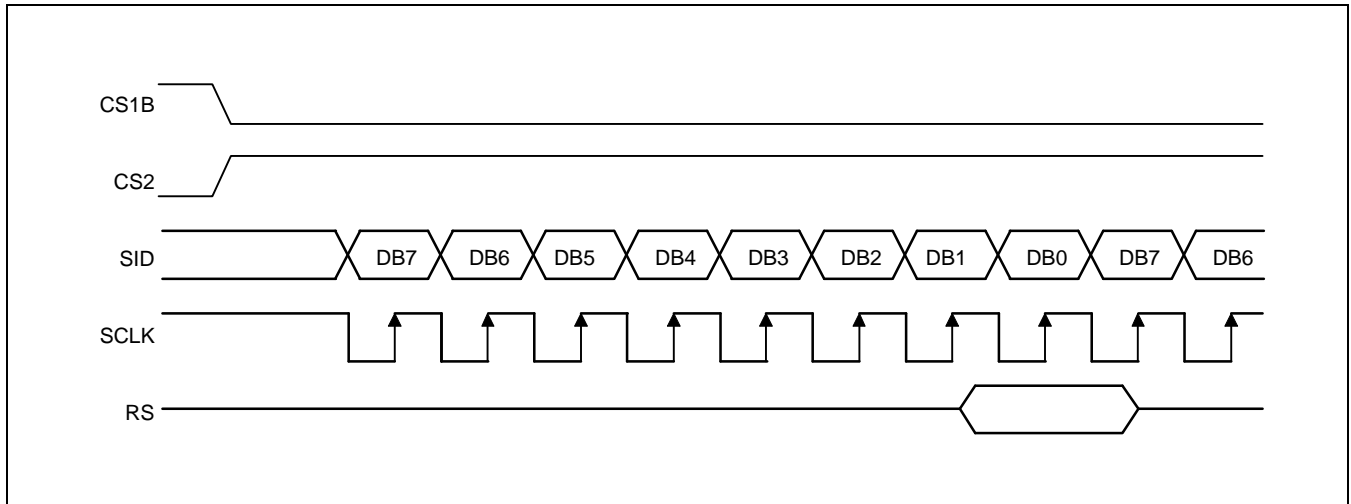 CS1B
CS2
SID DB7 DB6 DB5 DB4 DB3 DB2 DB1 DB0 DB7 DB6
SCLK
RS